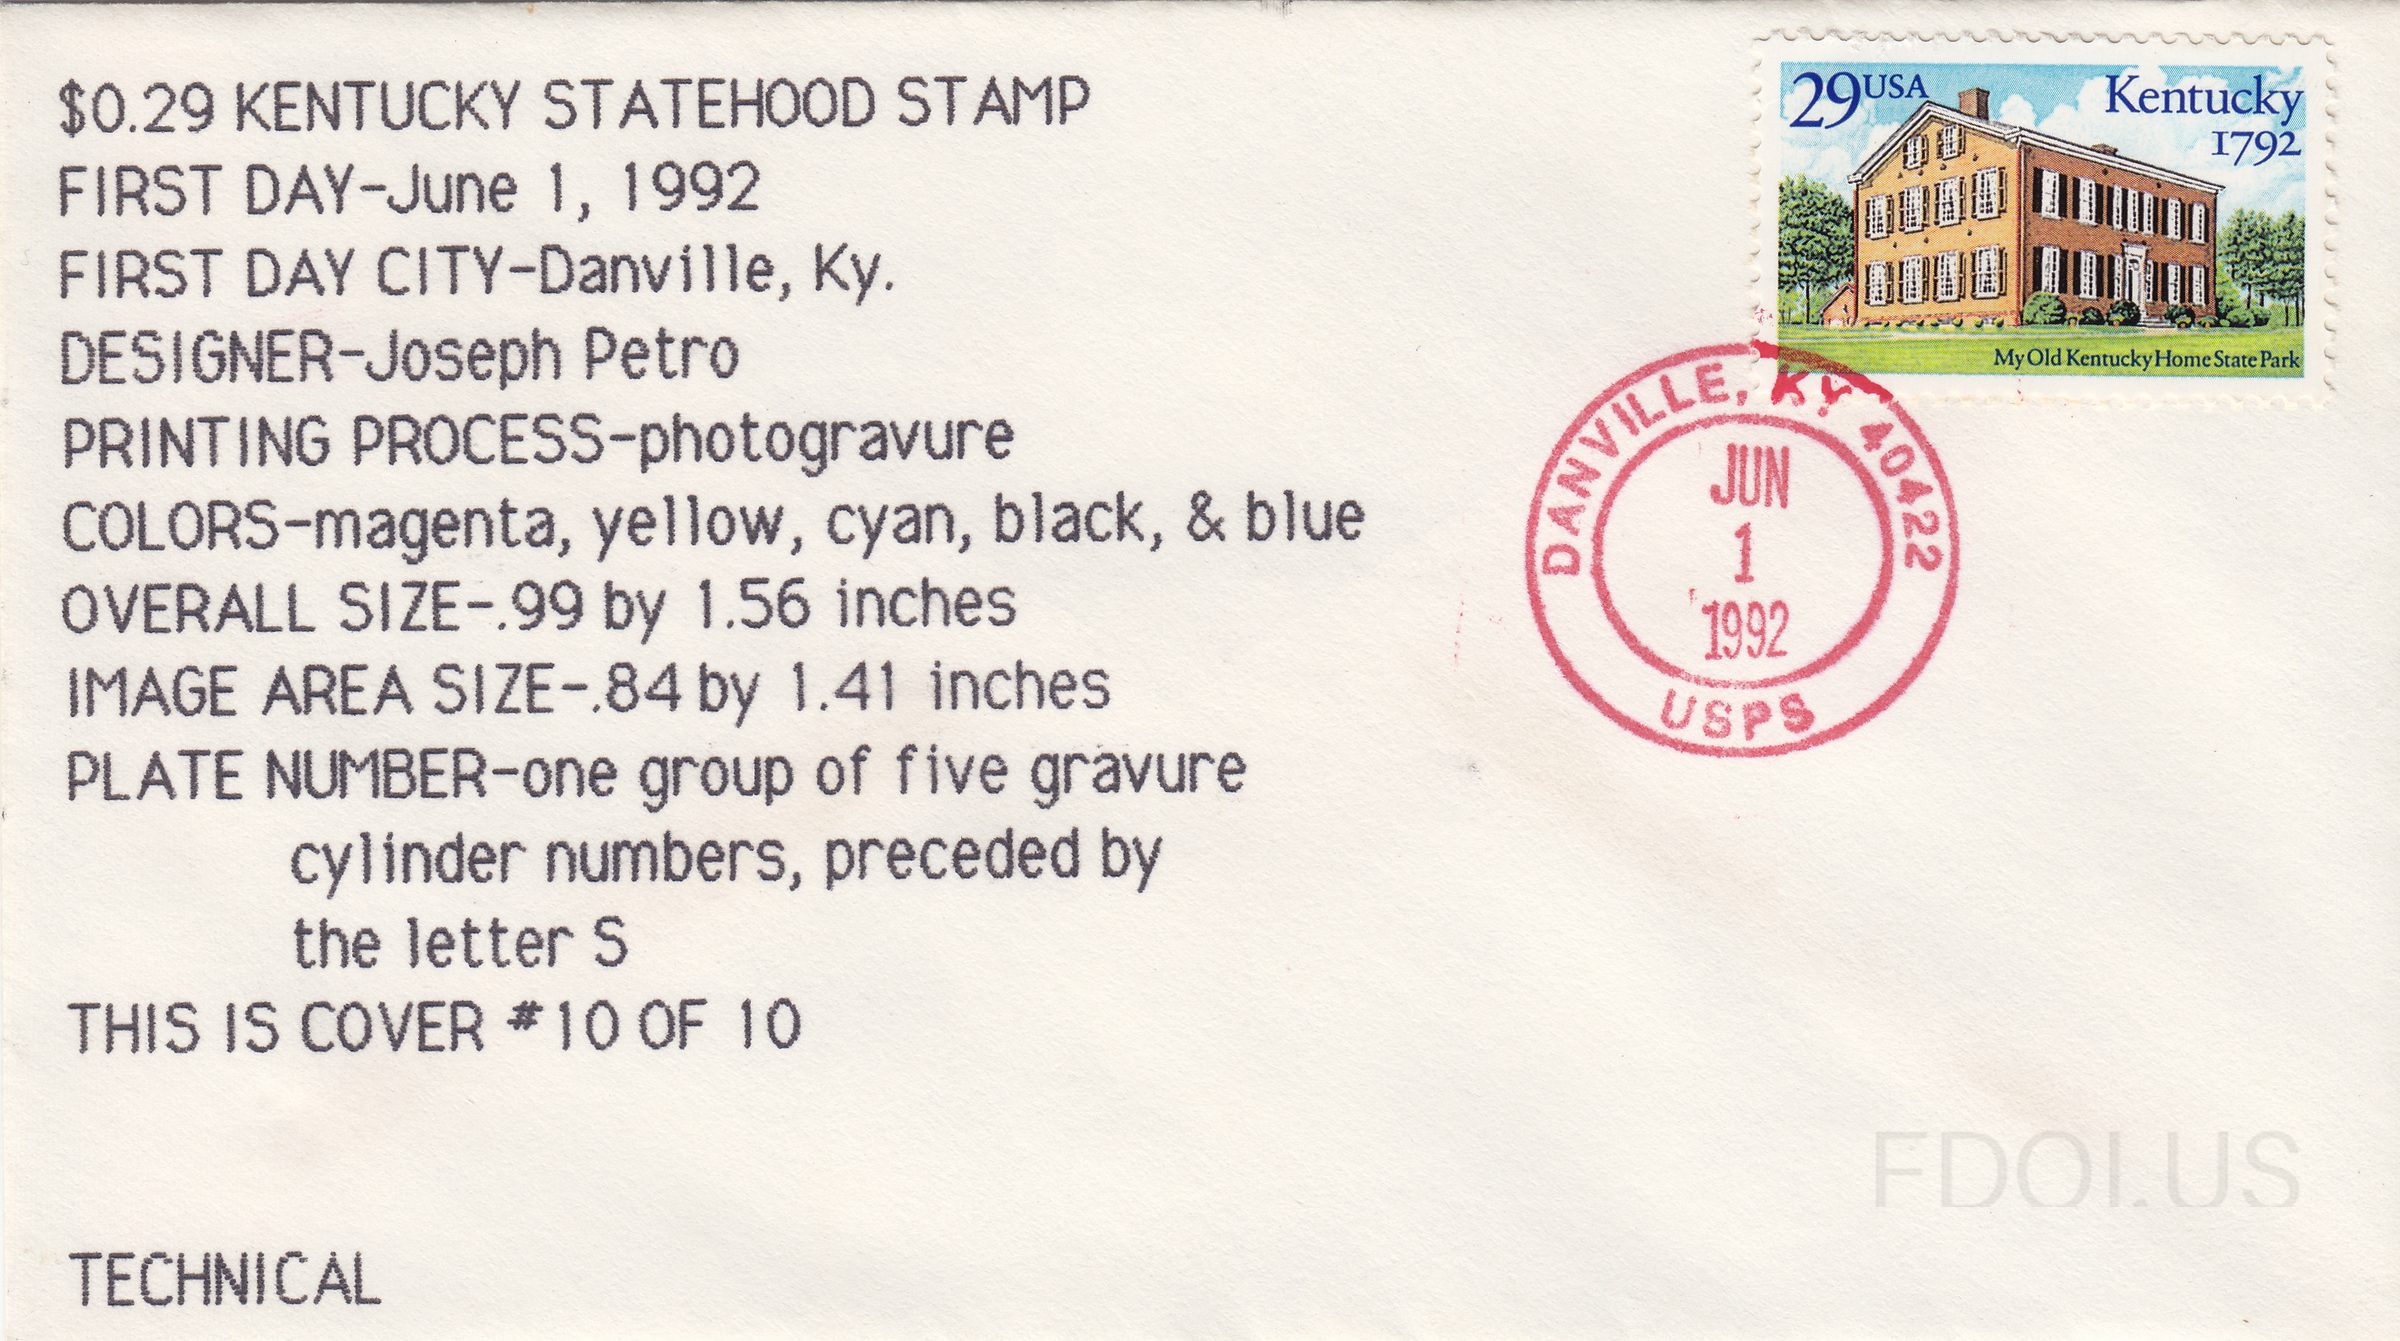 $0.29 KENTUCKY STATEHOOD STAMP
FIRST DAY-June 1, 1992
FIRST DAY CITY-Danville, Ky.
DESIGNER-Joseph Petro
PRINTING PROCESS-photogravure
COLORS-magenta, yellow, cyan, black, & blue
OVERALL SIZE-.99 by 1.56 inches
IMAGE AREA SIZE-.84 by 1.41 inches
PLATE NUMBER-one group of five gravure
cylinder numbers, preceded by
the letter S
THIS IS COVER #10 OF 10
TECHNICAL
29 USA
Kentucky
1792
My Old Kentucky Home State Park
DANVILLE, KY. 40422
JUN
1
1992
USPS
FDOI.US